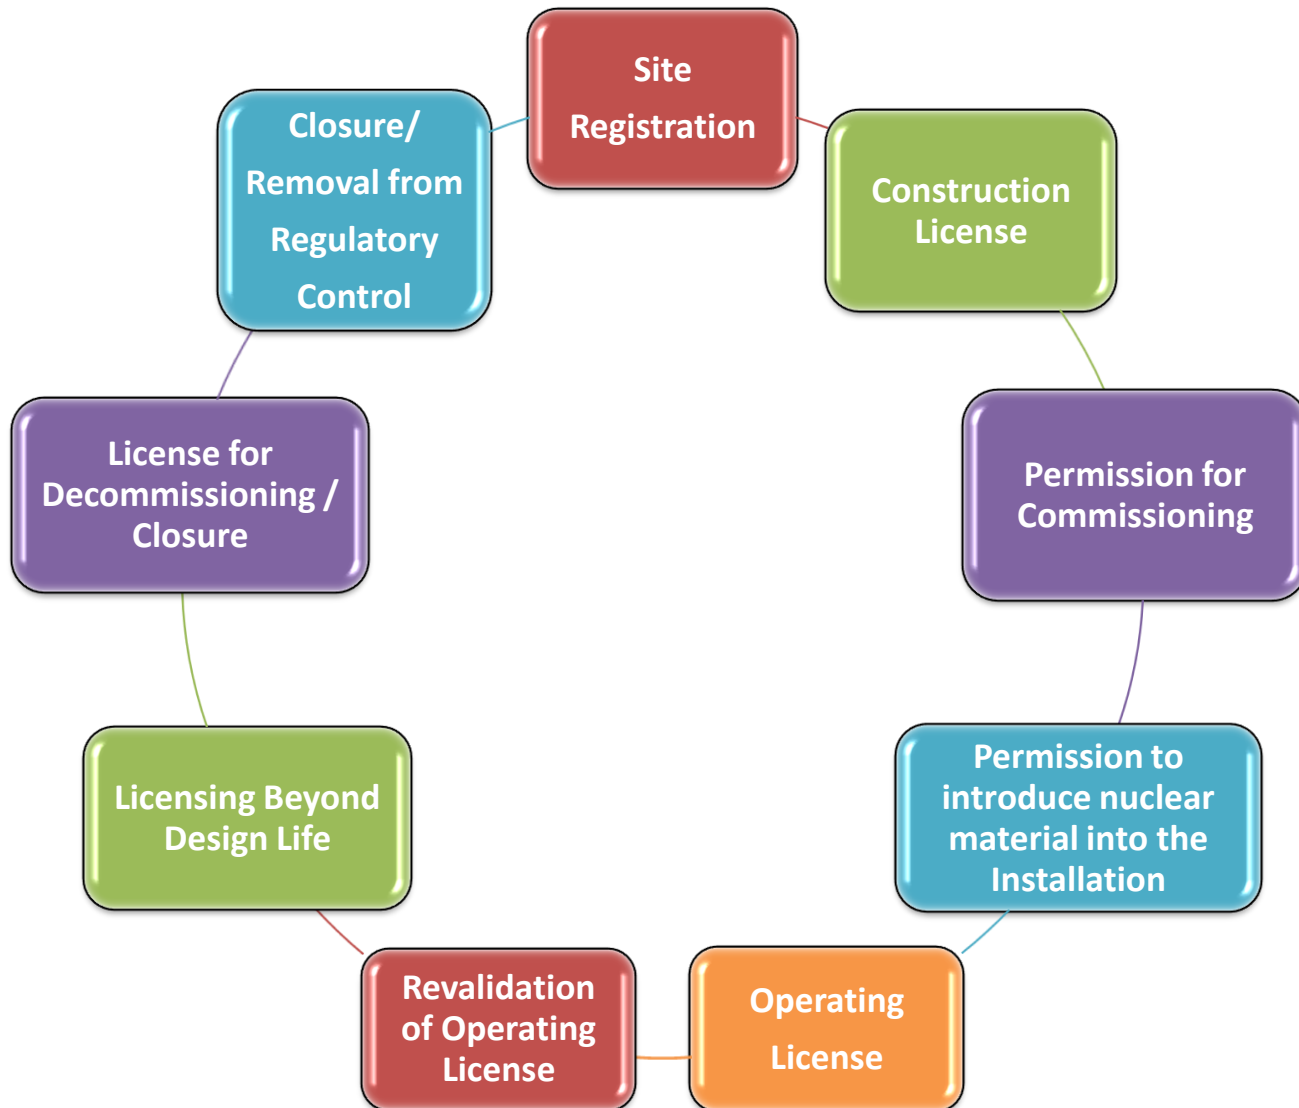 Site
Registration
Construction
License
Permission for
Commissioning
Permission to
introduce nuclear
material into the
Installation
Operating
License
Revalidation
of Operating
License
Licensing Beyond
Design Life
License for
Decommissioning /
Closure
Closure/
Removal from
Regulatory
Control